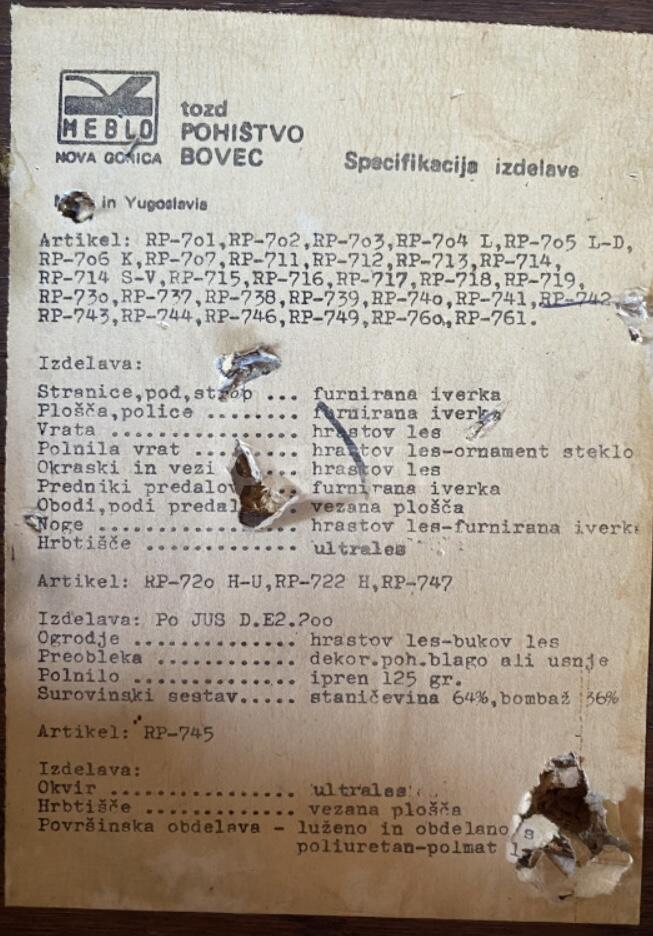 MEBLO
NOVA GORICA
tozd
POHIŠTVO
BOVEC
Specifikacija izdelave
in Yugoslavia
Artikel: RP-7o1,RP-7o2,RP-7o3,RP-7o4 L,RP-7o5 L-D,
RP-7o6 K,RP-7o7,RP-711,RP-712,RP-713,RP-714,
RP-714 S-V,RP-715,RP-716,RP-717,RP-718,RP-719,
RP-73o,RP-737,RP-738,RP-739,RP-74o,RP-741,RP-742,
RP-743,RP-744,RP-746,RP-749,RP-76o,RP-761.
Izdelava:
Stranice,pod,strop ... furnirana iverka
Plošča,police ........ furnirana iverka
Vrata ................ hrastov les
Polnila vrat ......... hrastov les-ornament steklo
Okraski in vezi hrastov les
Predniki predalov .. furnirana iverka
Obodi,podi predal .. vezana plošča
Noge ................. hrastov les-furnirana iverka
Hrbtišče ............. ultrales
Artikel: RP-72o H-U,RP-722 H,RP-747
Izdelava: Po JUS D.E2.2oo
Ogrodje .............. hrastov les-bukov les
Preobleka ............ dekor.poh.blago ali usnje
Polnilo .............. ipren 125 gr.
Surovinski sestav..... staničevina 64%,bombaž 36%
Artikel: RP-745
Izdelava:
Okvir ................ ultrales
Hrbtišče ............. vezana plošča
Površinska obdelava - luženo in obdelano s
poliuretan-polmat